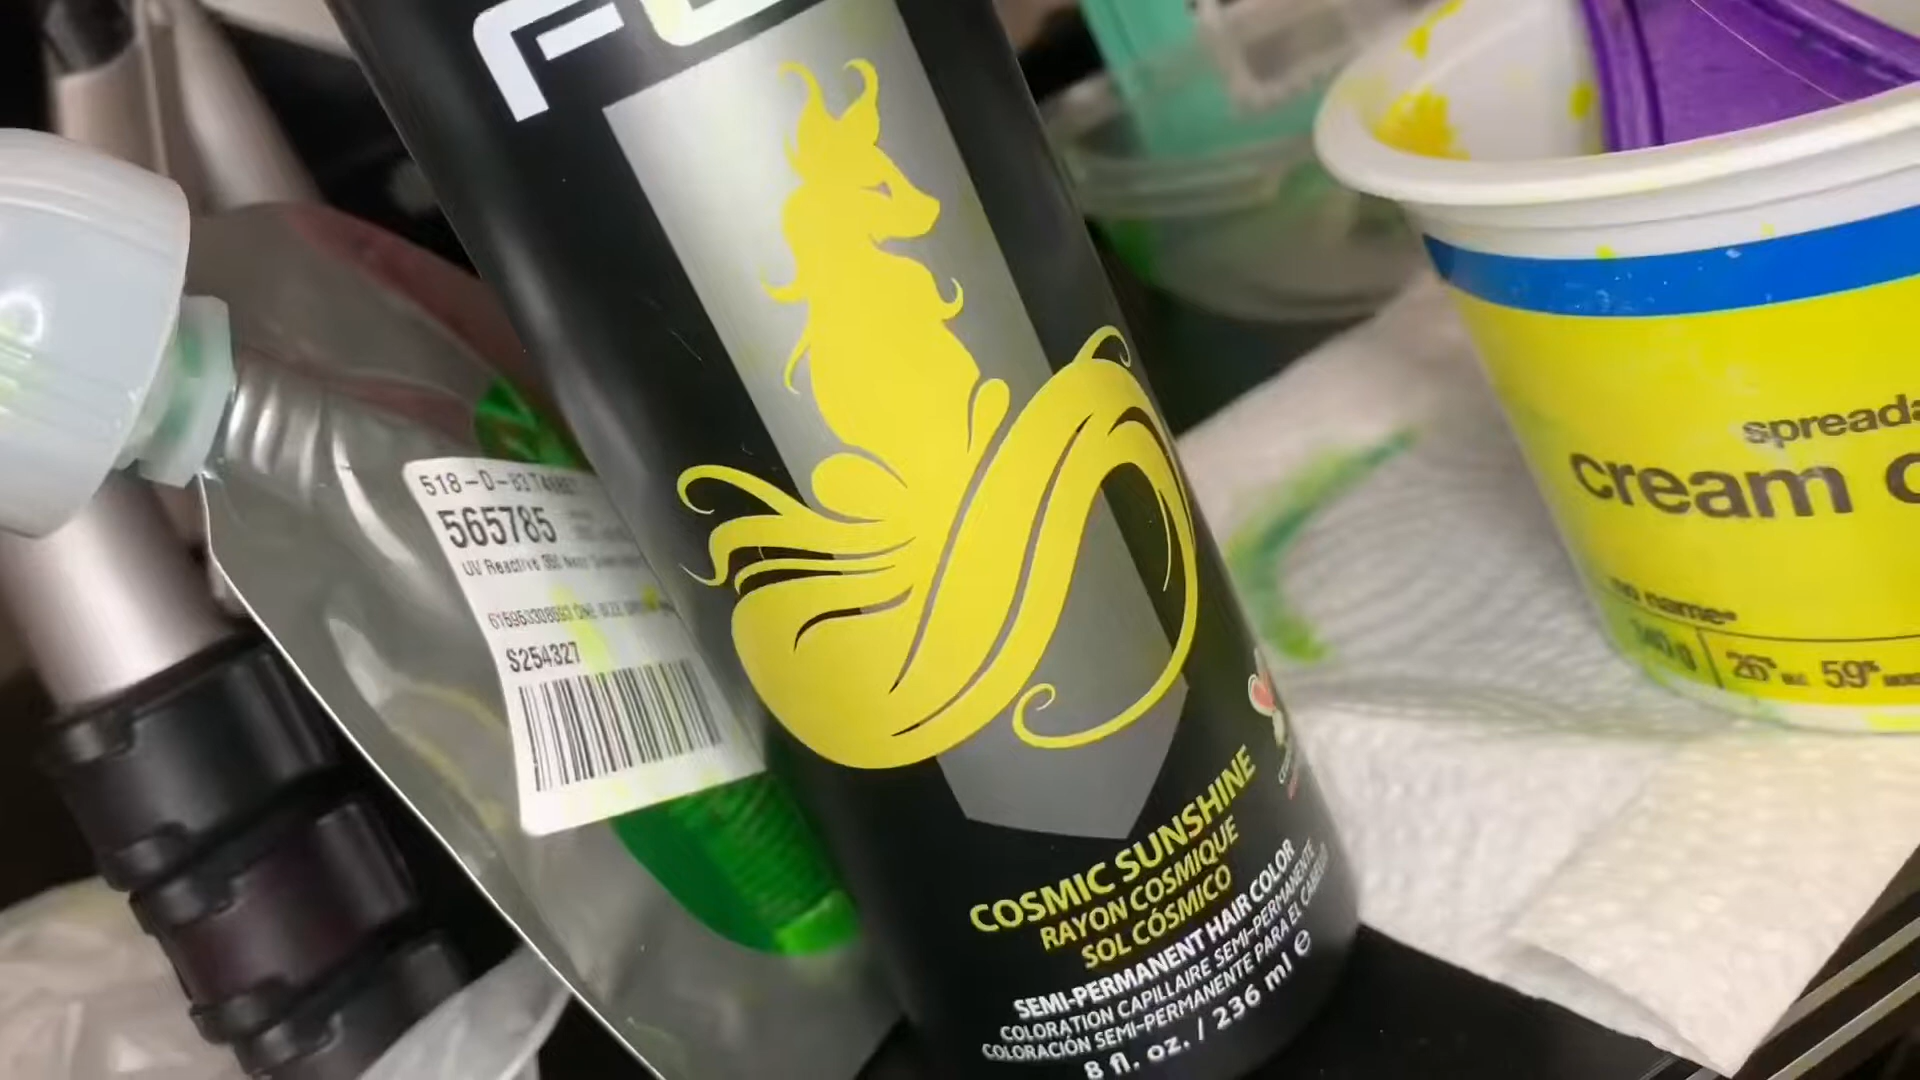 518-D-
565785
UV Reactive
S254327
COSMIC SUNSHINE
RAYON COSMIQUE
SOL CÓSMICO
SEMI-PERMANENT HAIR COLOR
COLORATION CAPILLAIRE SEMI-PERMANENTE
COLORACIÓN SEMI-PERMANENTE PARA EL CABELLO
8 fl. oz. / 236 ml e
cream
no name®
26% 59%